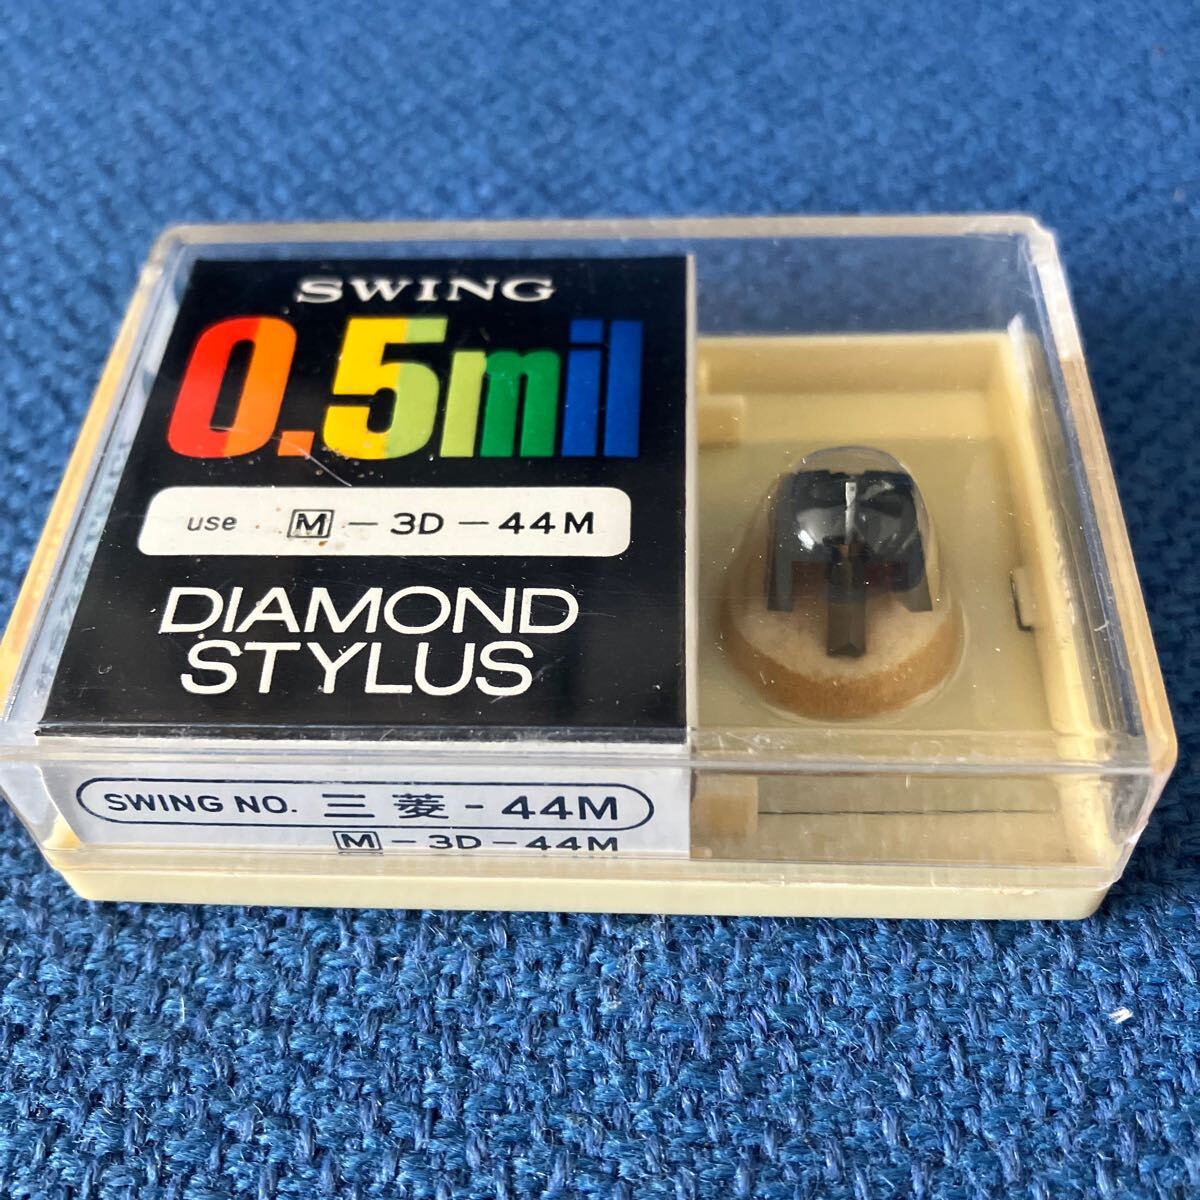 SWING
0.5mil
use M - 3D - 44M
DIAMOND
STYLUS
SWING NO. 三菱 - 44M
M - 3D - 44M